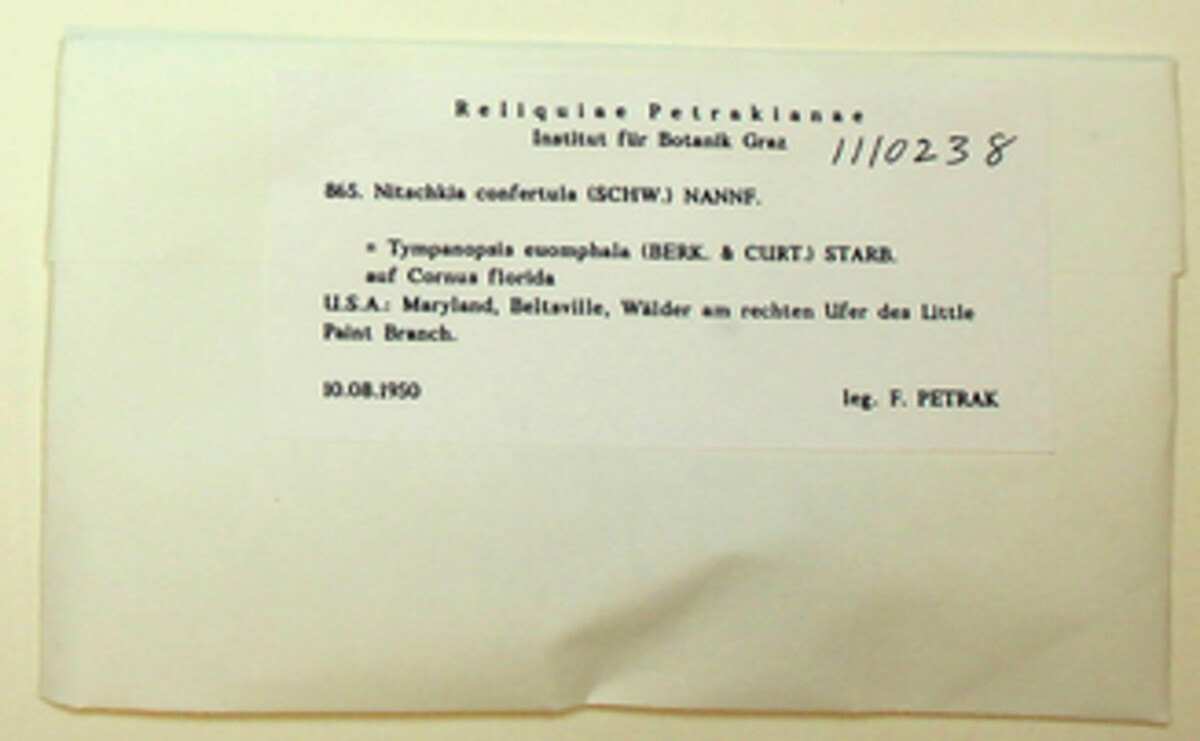 Reliquiae Petrakianae
Institut für Botanik Graz 1110238
865. Nitschkia confertula (SCHW.) NANNF.
= Tympanopsis euomphala (BERK. & CURT.) STARB.
auf Cornus florida
U.S.A.: Maryland, Beltsville, Wälder am rechten Ufer des Little
Paint Branch.
10.08.1950 leg. F. PETRAK